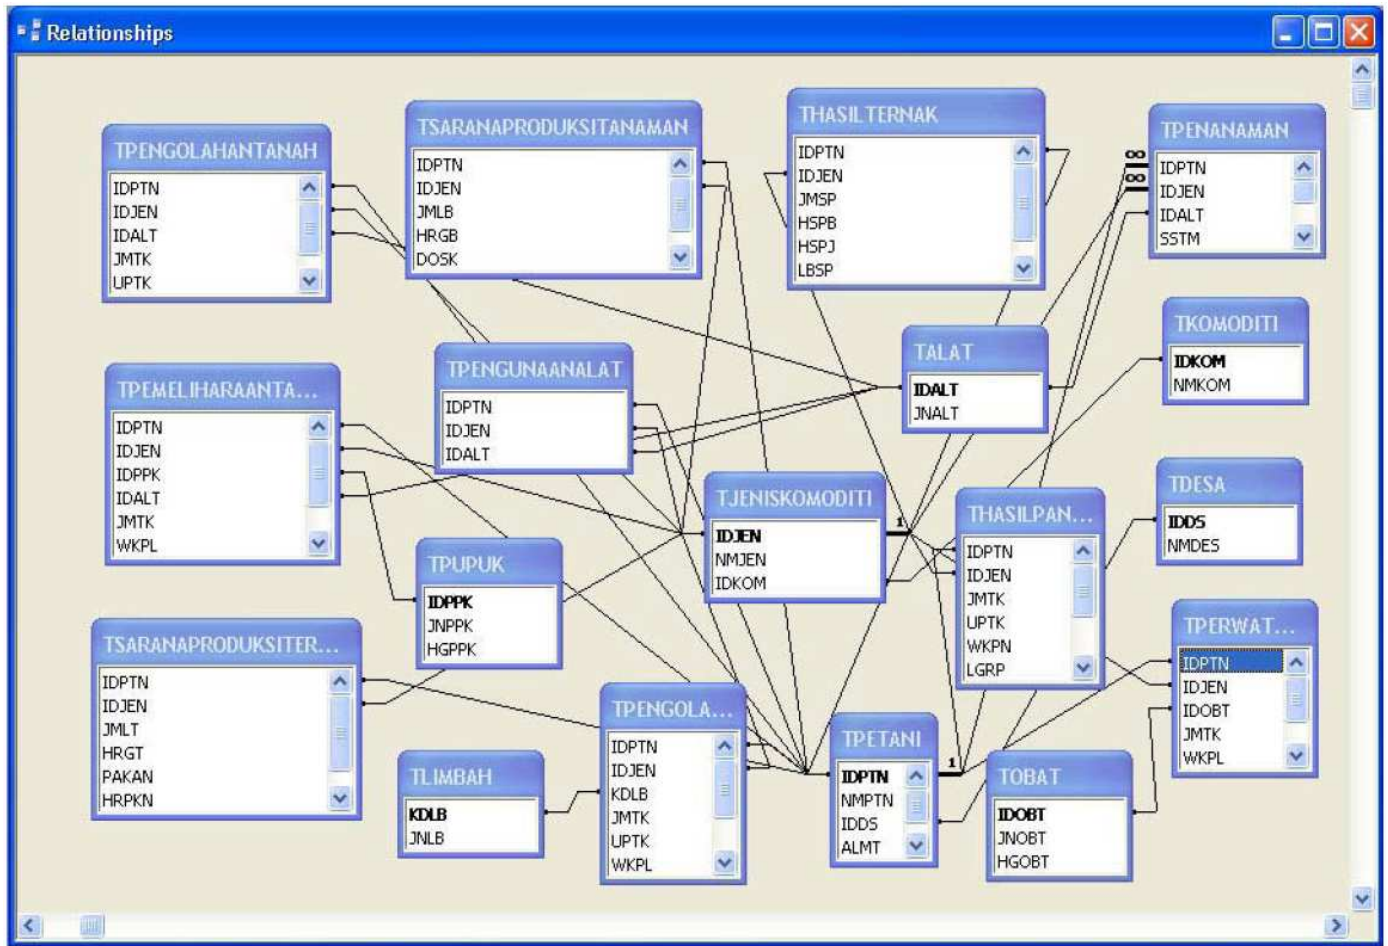 Relationships
TPENGOLAHANTANAH
IDPTN
IDJEN
IDALT
JMTK
UPTK
TSARANAPRODUKSITANAMAN
IDPTN
IDJEN
JMLB
HRGB
DOSK
THASILTERNAK
IDPTN
IDJEN
JMSP
HSPB
HSPJ
LBSP
TPENANAMAN
∞
IDPTN
∞
IDJEN
IDALT
SSTM
TKOMODITI
IDKOM
NMKOM
TALAT
IDALT
JNALT
TPENGUNAANALAT
IDPTN
IDJEN
IDALT
TPEMELIHARAANTA...
IDPTN
IDJEN
IDPPK
IDALT
JMTK
WKPL
TJENISKOMODITI
1
IDJEN
NMJEN
IDKOM
THASILPAN...
IDPTN
IDJEN
JMTK
UPTK
WKPN
LGRP
TDESA
IDDS
NMDES
TPUPUK
IDPPK
JNPPK
HGPPK
TPERWAT...
IDPTN
IDJEN
IDOBT
JMTK
WKPL
TSARANAPRODUKSITER...
IDPTN
IDJEN
JMLT
HRGT
PAKAN
HRPKN
TLIMBAH
KDLB
JNLB
TPENGOLA...
IDPTN
IDJEN
KDLB
JMTK
UPTK
WKPL
TPETANI
1
IDPTN
NMPTN
IDDS
ALMT
TOBAT
IDOBT
JNOBT
HGOBT